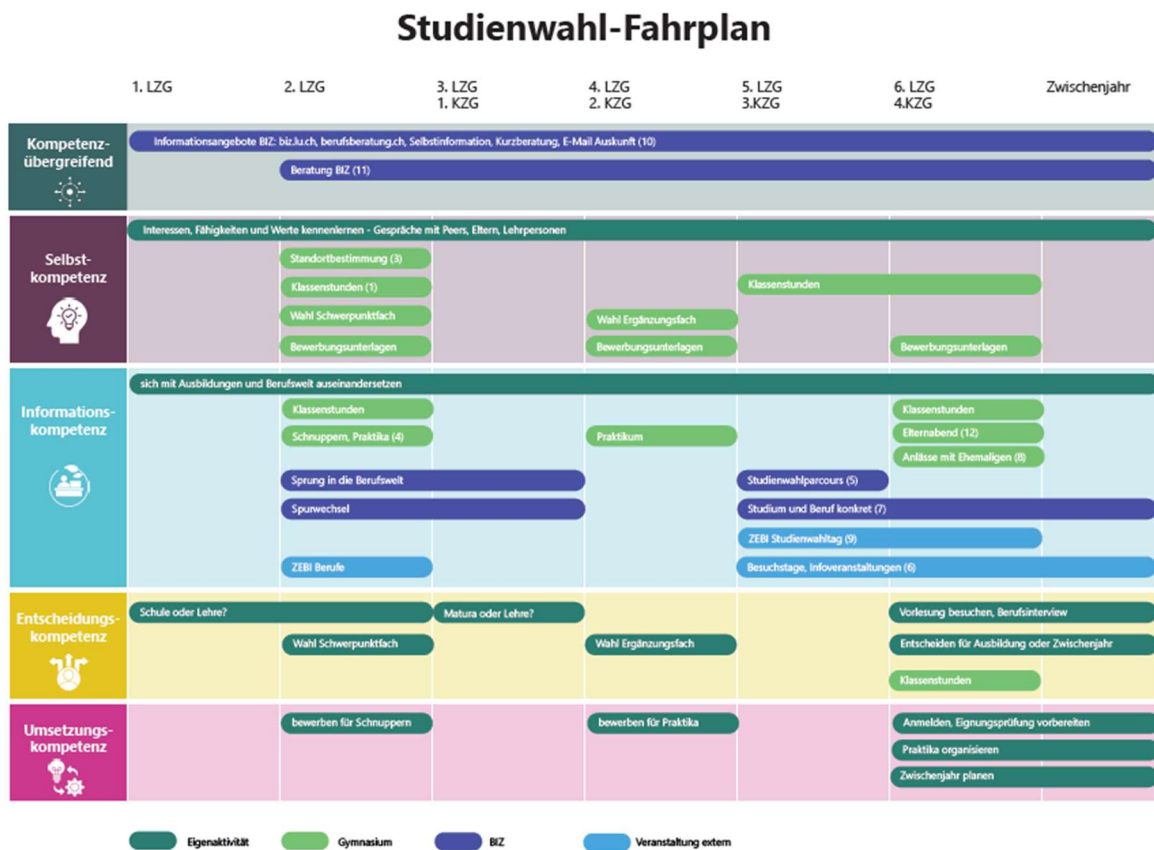 Studienwahl-Fahrplan
1. LZG
2. LZG
3. LZG
1. KZG
4. LZG
2. KZG
5. LZG
3.KZG
6. LZG
4.KZG
Zwischenjahr
Kompetenz-
übergreifend
Informationsangebote BIZ: biz.lu.ch, berufsberatung.ch, Selbstinformation, Kurzberatung, E-Mail Auskunft (10)
Beratung BIZ (11)
Selbst-
kompetenz
Interessen, Fähigkeiten und Werte kennenlernen - Gespräche mit Peers, Eltern, Lehrpersonen
Standortbestimmung (3)
Klassenstunden (1)
Klassenstunden
Wahl Schwerpunktfach
Wahl Ergänzungsfach
Bewerbungsunterlagen
Bewerbungsunterlagen
Bewerbungsunterlagen
Informations-
kompetenz
sich mit Ausbildungen und Berufswelt auseinandersetzen
Klassenstunden
Klassenstunden
Schnuppern, Praktika (4)
Praktikum
Elternabend (12)
Anlässe mit Ehemaligen (8)
Sprung in die Berufswelt
Studienwahlparcours (5)
Spurwechsel
Studium und Beruf konkret (7)
ZEBI Studienwahltag (9)
ZEBI Berufe
Besuchstage, Infoveranstaltungen (6)
Entscheidungs-
kompetenz
Schule oder Lehre?
Matura oder Lehre?
Vorlesung besuchen, Berufsinterview
Wahl Schwerpunktfach
Wahl Ergänzungsfach
Entscheiden für Ausbildung oder Zwischenjahr
Klassenstunden
Umsetzungs-
kompetenz
bewerben für Schnuppern
bewerben für Praktika
Anmelden, Eignungsprüfung vorbereiten
Praktika organisieren
Zwischenjahr planen
Eigenaktivität
Gymnasium
BIZ
Veranstaltung extern